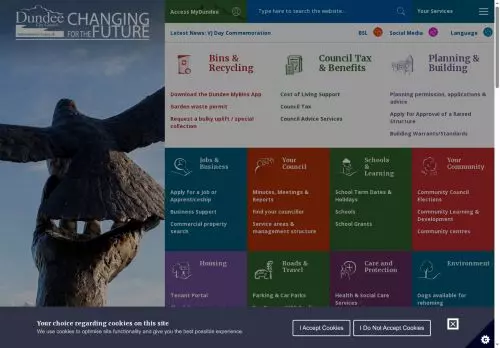 Dundee
City Council
CHANGING
FOR THE FUTURE
Access MyDundee
Type here to search the website...
Your Services
Latest News: VJ Day Commemoration
BSL
Social Media
Language
Bins &
Recycling
Download the Dundee MyBins App
Garden waste permit
Request a bulky uplift / special
collection
Council Tax
& Benefits
Cost of Living Support
Council Tax
Council Advice Services
Planning &
Building
Planning permission, applications &
advice
Apply for Approval of a Raised
Structure
Building Warrants/Standards
Jobs &
Business
Apply for a Job or
Apprenticeship
Business Support
Commercial property
search
Your
Council
Minutes, Meetings &
Reports
Find your councillor
Service areas &
management structure
Schools
&
Learning
School Term Dates &
Holidays
Schools
School Grants
Your
Community
Community Council
Elections
Community Learning &
Development
Community centres
Housing
Tenant Portal
Roads &
Travel
Parking & Car Parks
Care and
Protection
Health & Social Care
Services
Environment
Dogs available for
rehoming
Your choice regarding cookies on this site
We use cookies to optimise site functionality and give you the best possible experience.
I Accept Cookies
I Do Not Accept Cookies